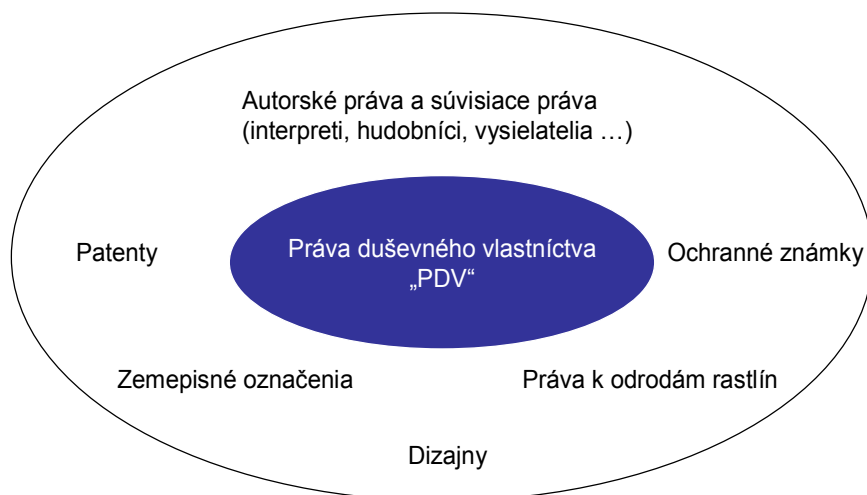 Autorské práva a súvisiace práva
(interpreti, hudobníci, vysielatelia …)
Patenty
Práva duševného vlastníctva
„PDV“
Ochranné známky
Zemepisné označenia
Práva k odrodám rastlín
Dizajny